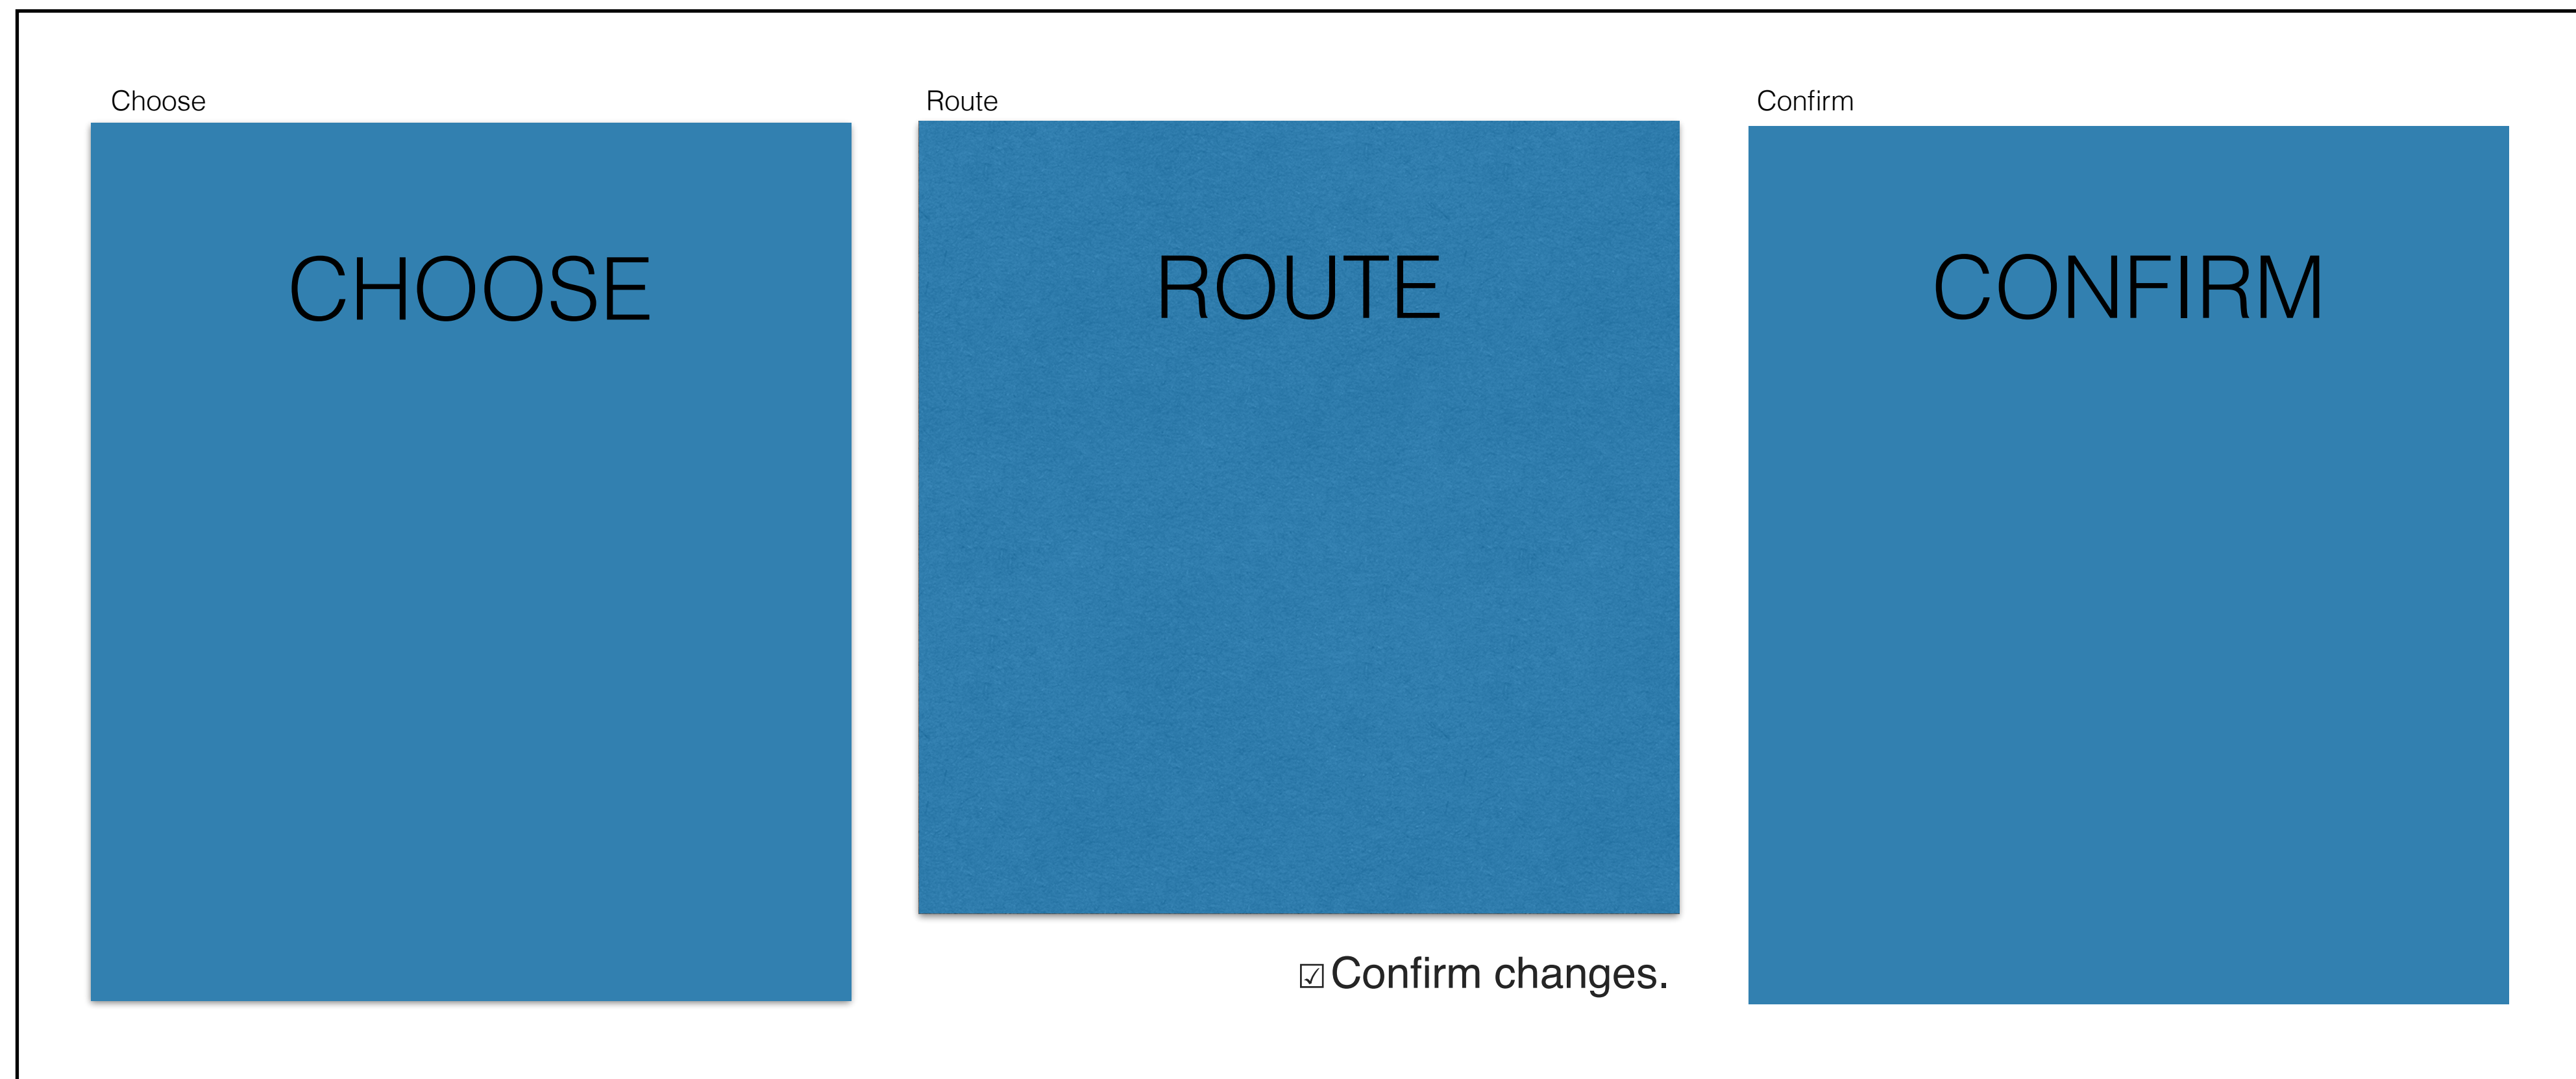 Choose
CHOOSE
Route
ROUTE
☑ Confirm changes.
Confirm
CONFIRM